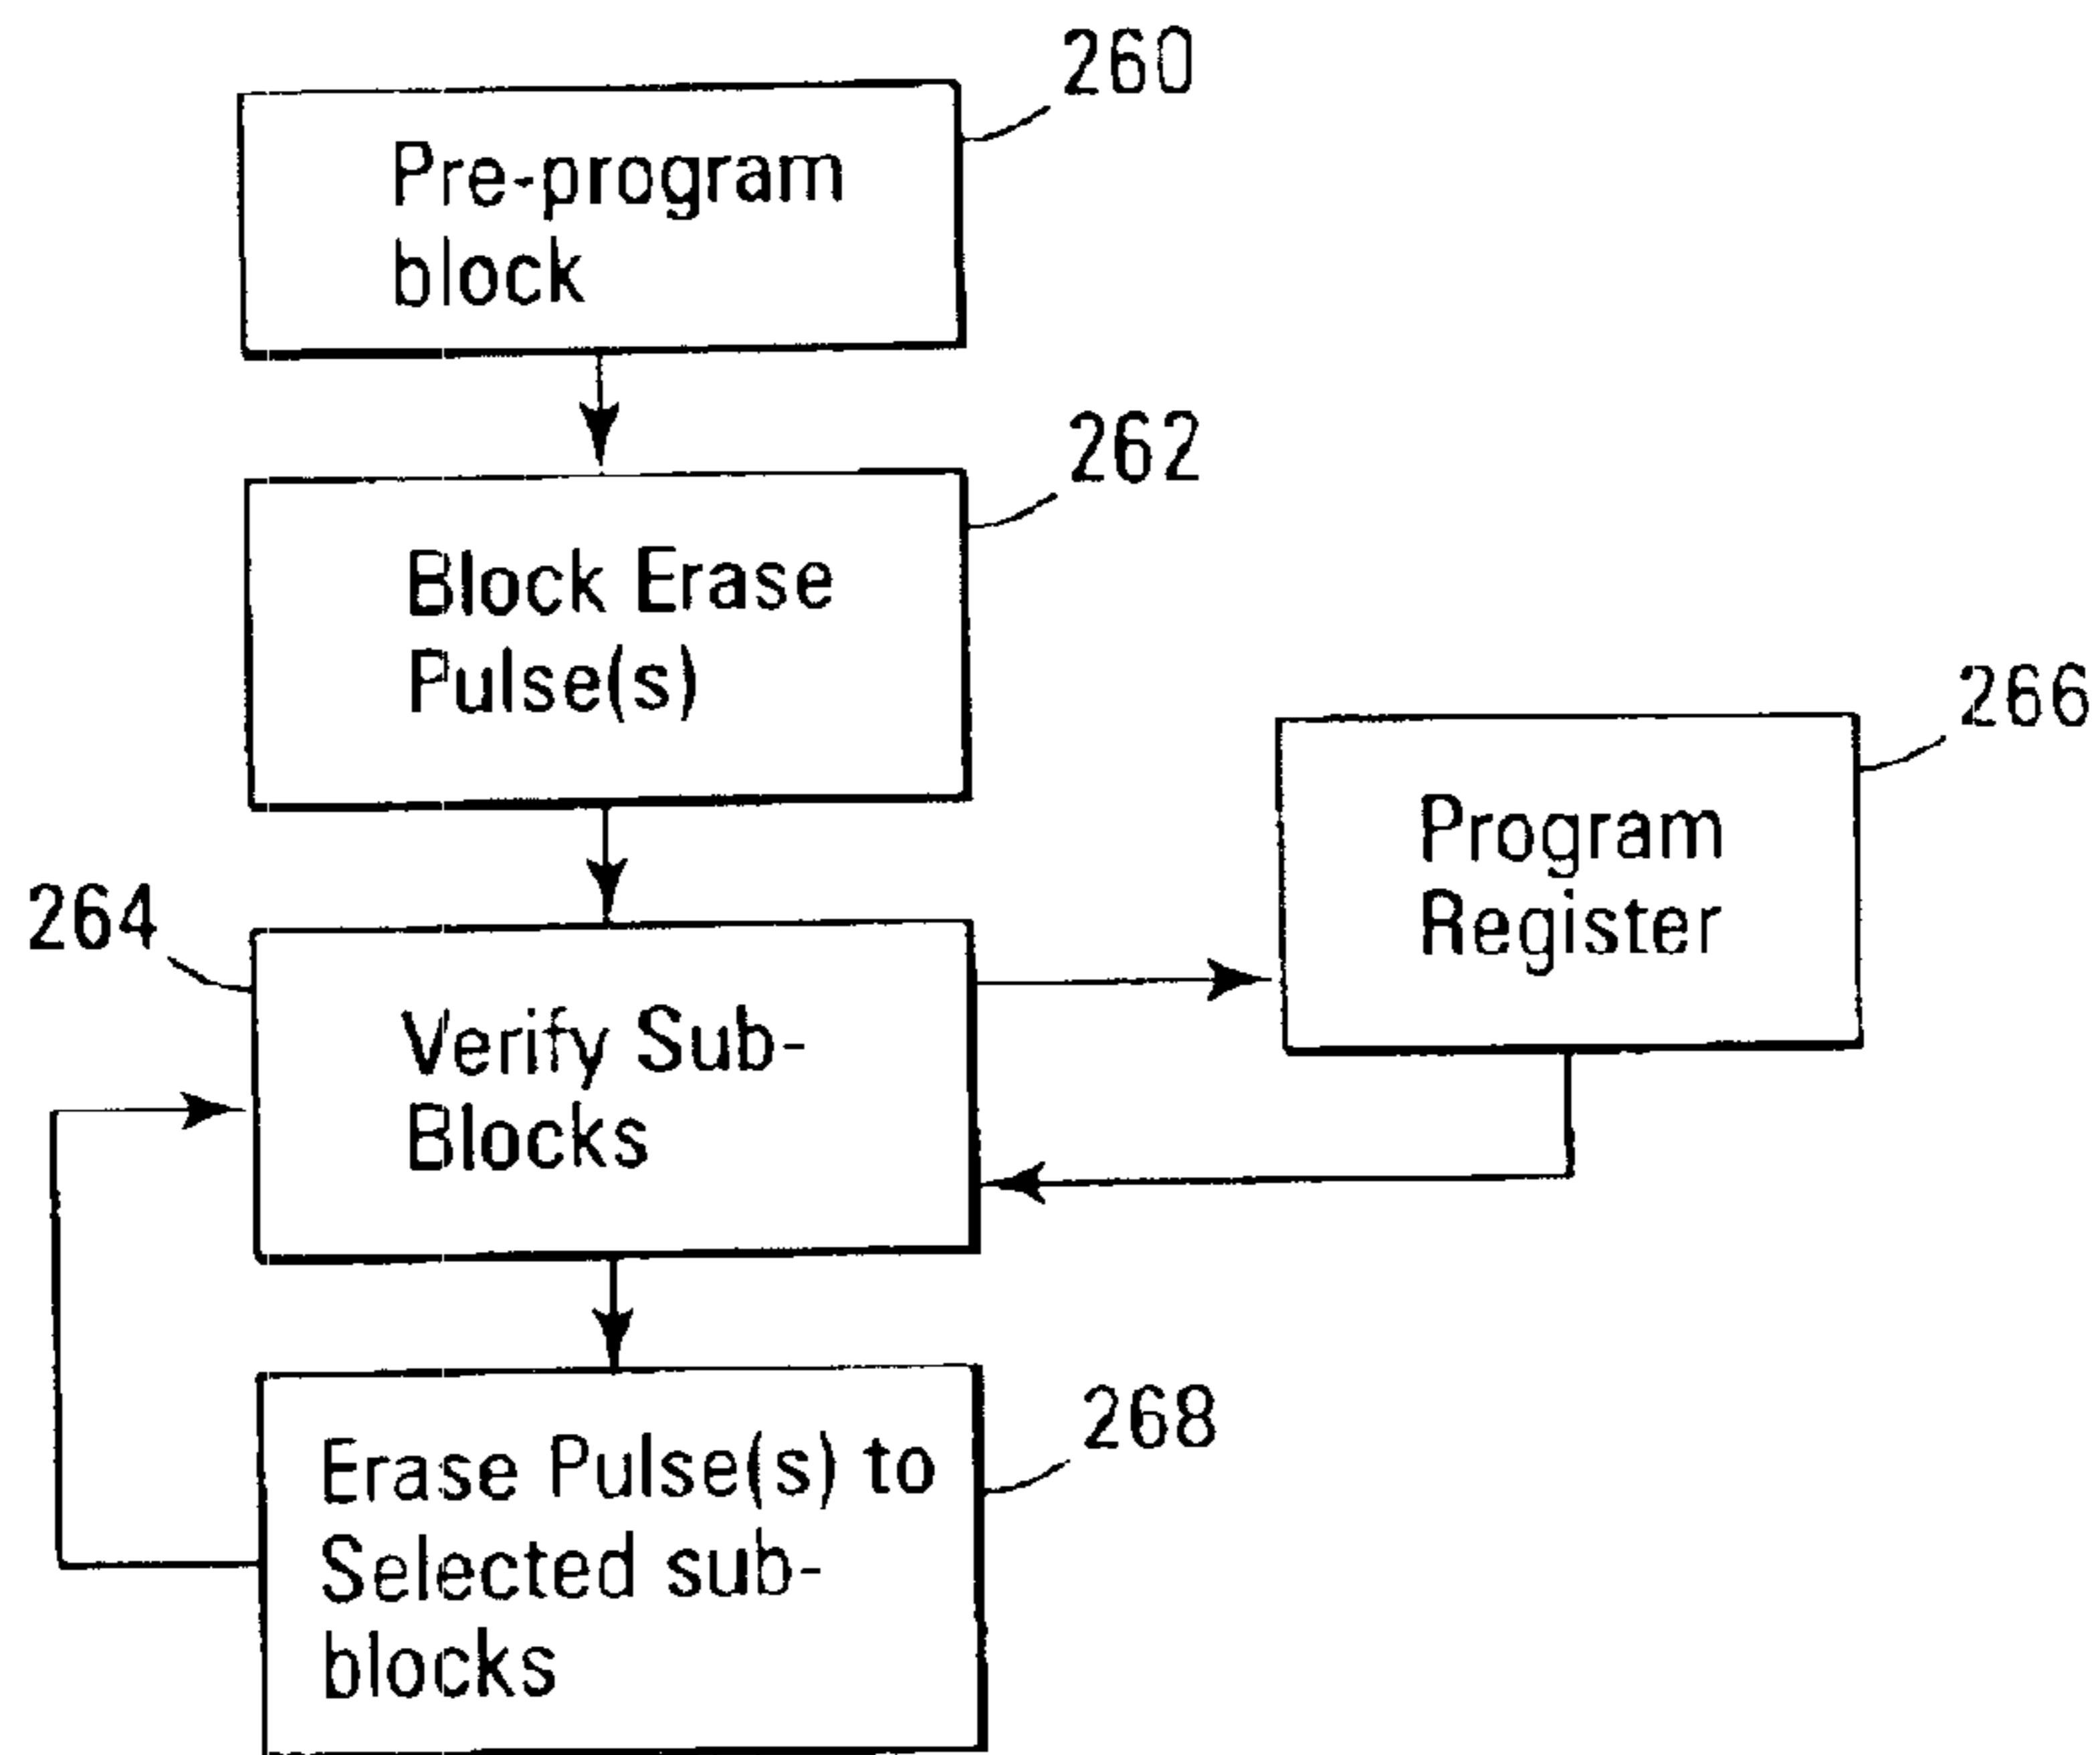 260
Pre-program
block
262
Block Erase
Pulse(s)
266
Program
Register
264
Verify Sub-
Blocks
268
Erase Pulse(s) to
Selected sub-
blocks